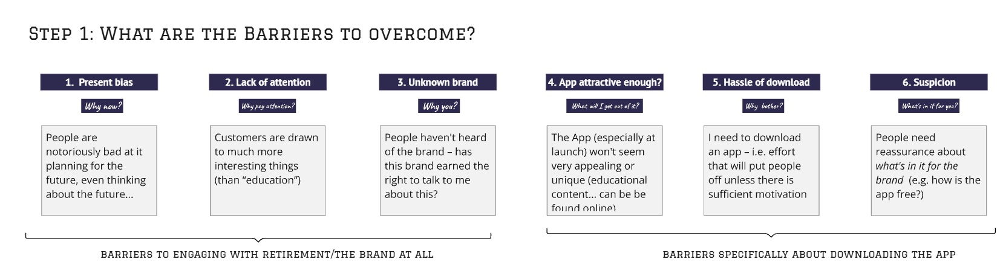 Step 1: What are the Barriers to overcome?
1. Present bias
Why now?
People are
notoriously bad at it
planning for the
future, even thinking
about the future...
2. Lack of attention
Why pay attention?
Customers are drawn
to much more
interesting things
(than “education”)
3. Unknown brand
Why you?
People haven't heard
of the brand – has
this brand earned the
right to talk to me
about this?
barriers to engaging with retirement/the brand at all
4. App attractive enough?
What will I get out of it?
The App (especially at
launch) won't seem
very appealing or
unique (educational
content... can be be
found online)
5. Hassle of download
Why bother?
I need to download
an app – i.e. effort
that will put people
off unless there is
sufficient motivation
6. Suspicion
What's in it for you?
People need
reassurance about
what's in it for the
brand (e.g. how is the
app free?)
barriers specifically about downloading the app